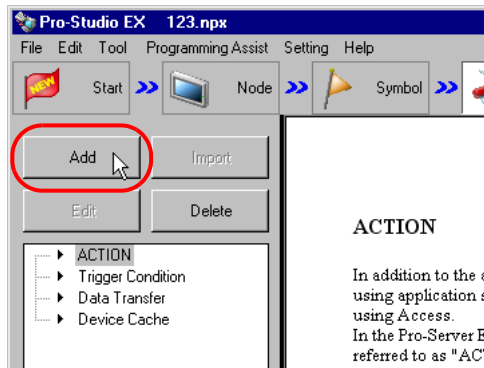 Pro-Studio EX 123.npx
File Edit Tool Programming Assist Setting Help
NEW Start Node Symbol
Add Import
Edit Delete
ACTION
Trigger Condition
Data Transfer
Device Cache
ACTION
In addition to the a
using application s
using Access.
In the Pro-Server E
referred to as "AC